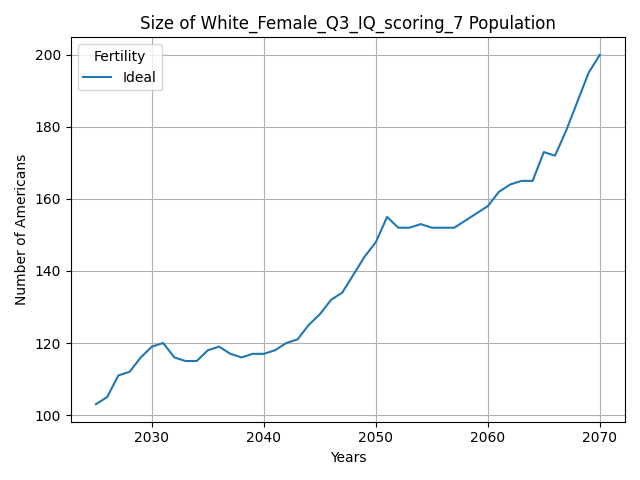 Size of White_Female_Q3_IQ_scoring_7 Population
Fertility
Ideal
Number of Americans
200
180
160
140
120
100
2030 2040 2050 2060 2070
Years